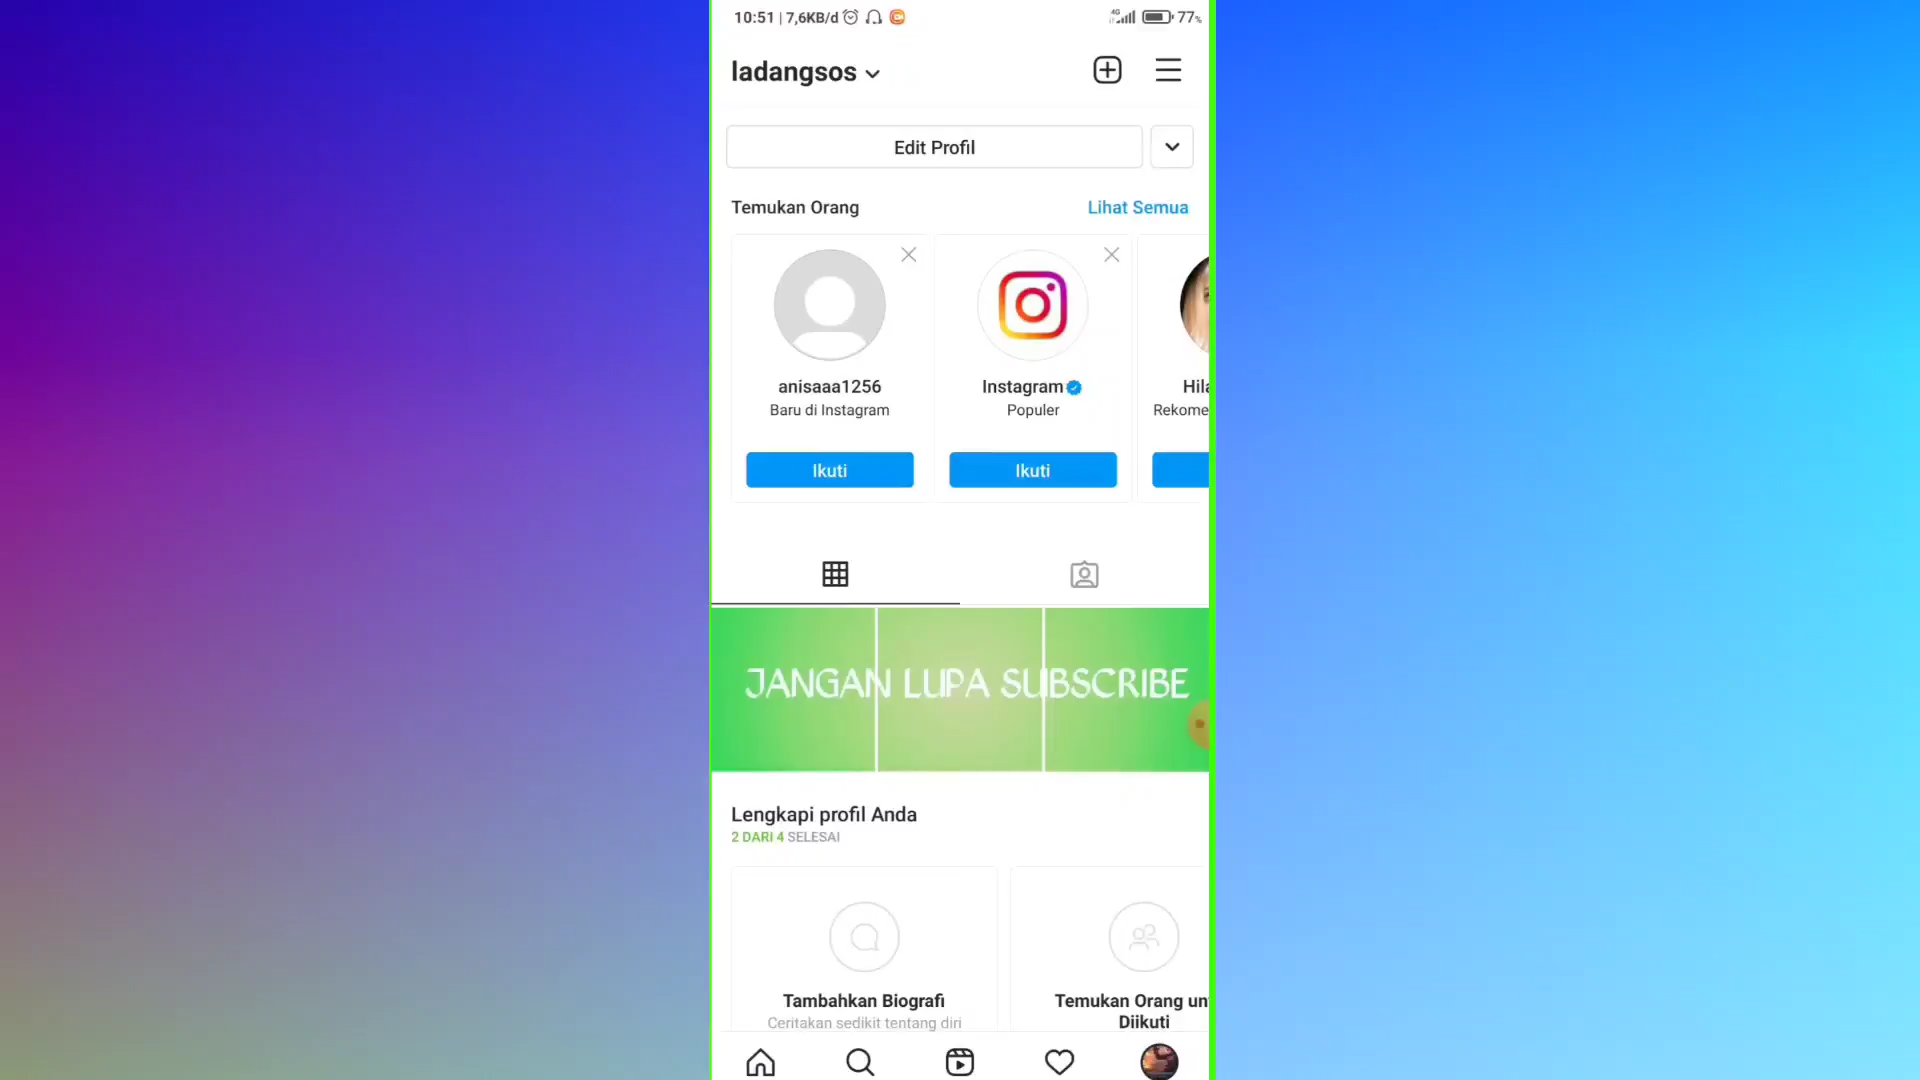 10:51 | 7,6KB/d 4G 77%
ladangsos
Edit Profil
Temukan Orang Lihat Semua
anisaaa1256 Instagram Hila
Baru di Instagram Populer Rekome
Ikuti Ikuti
JANGAN LUPA SUBSCRIBE
Lengkapi profil Anda
2 DARI 4 SELESAI
Tambahkan Biografi Temukan Orang un
Ceritakan sedikit tentang diri Diikuti